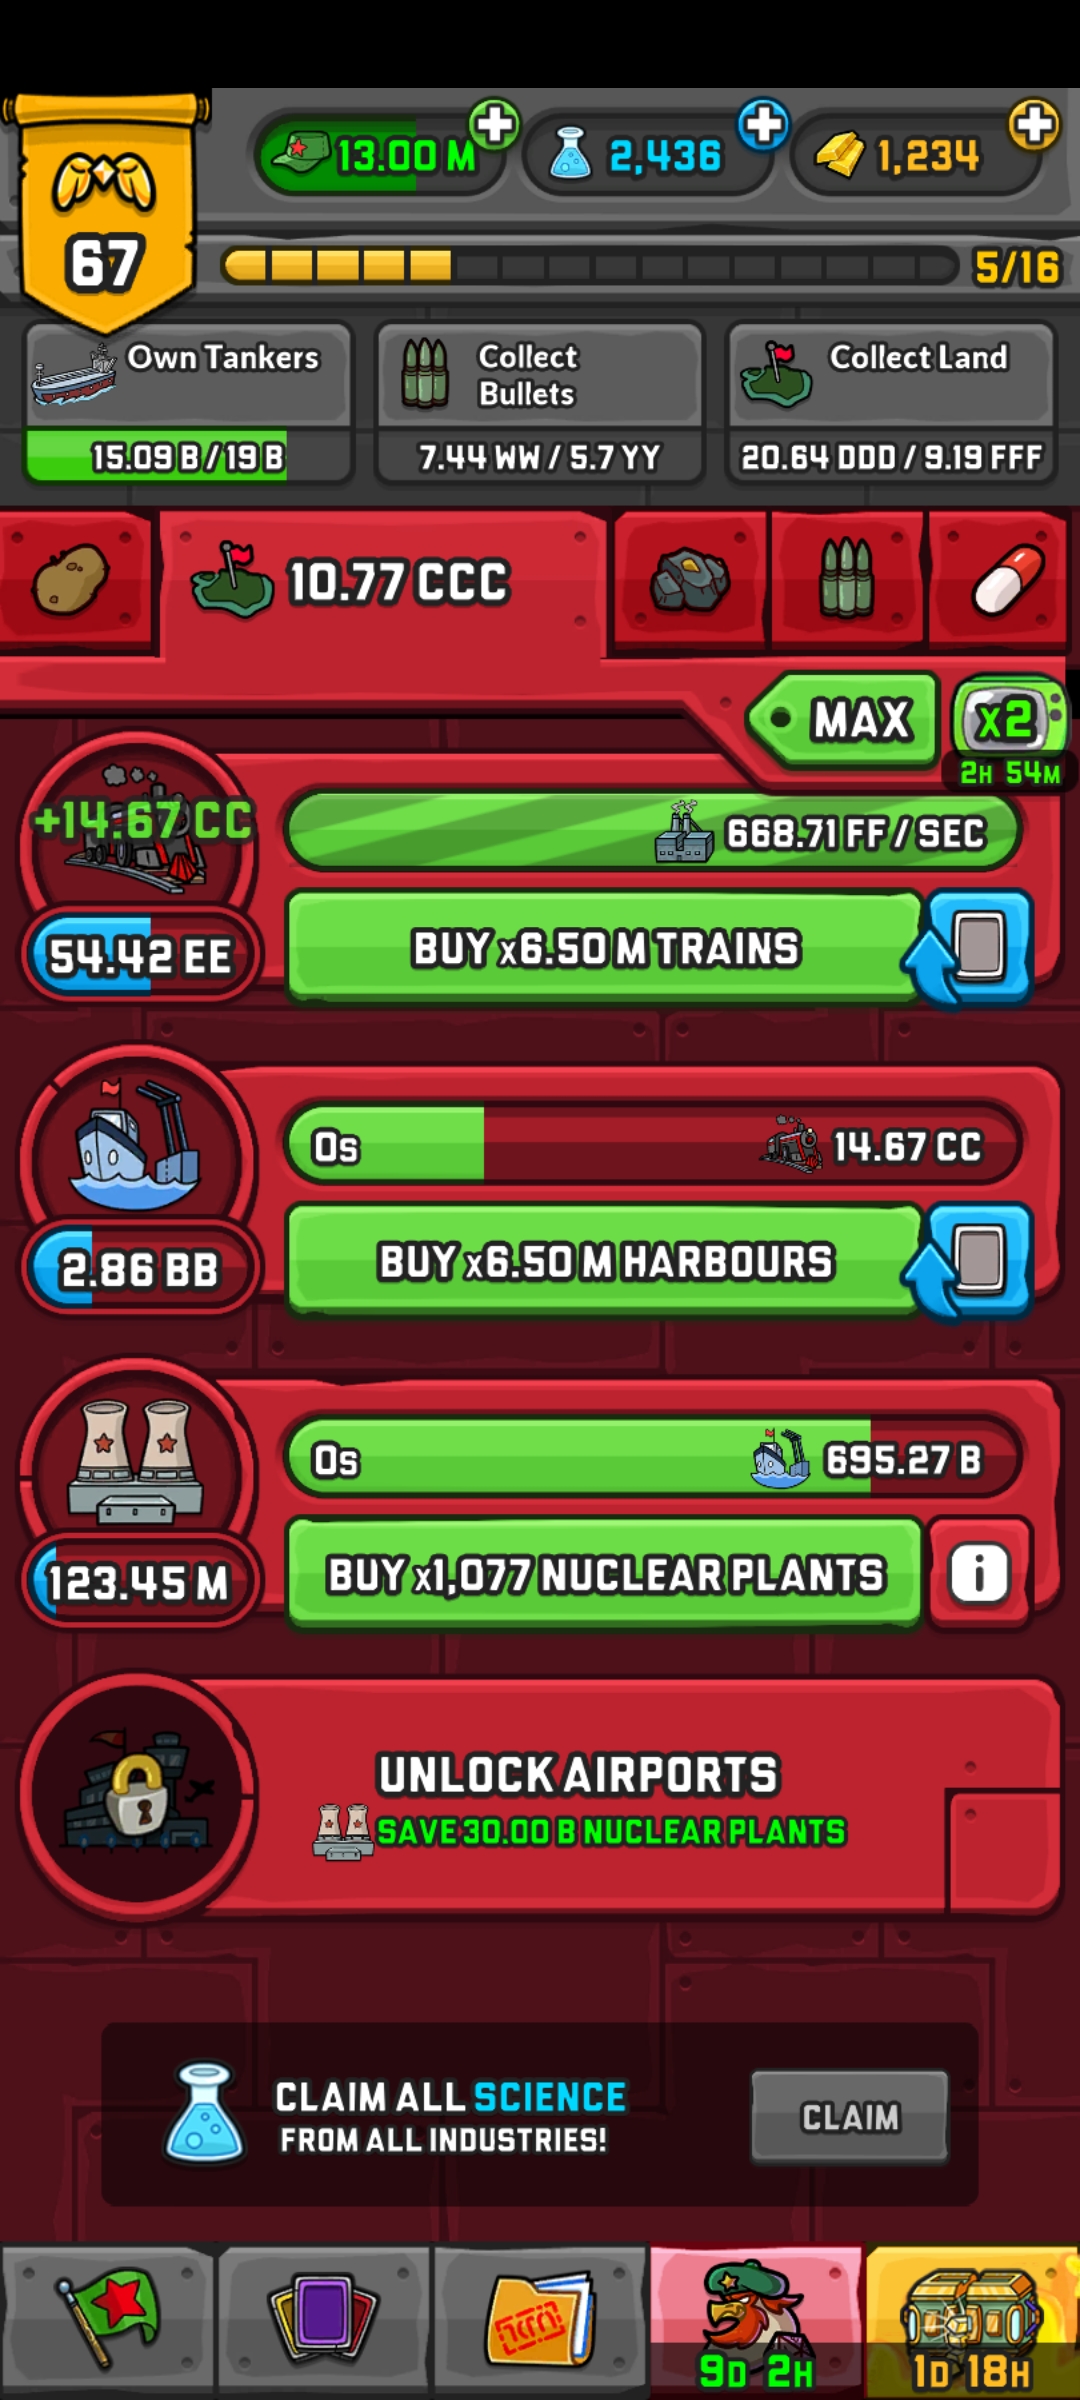 13.00 M
2,436
1,234
67
5/16
Own Tankers
15.09 B / 19 B
Collect
Bullets
7.44 WW / 5.7 YY
Collect Land
20.64 DDD / 9.19 FFF
10.77 CCC
MAX
x2
2H 54M
+14.67 CC
668.71 FF / SEC
54.42 EE
BUY x6.50 M TRAINS
0s
14.67 CC
2.86 BB
BUY x6.50 M HARBOURS
0s
695.27 B
123.45 M
BUY x1,077 NUCLEAR PLANTS
i
UNLOCK AIRPORTS
SAVE 30.00 B NUCLEAR PLANTS
CLAIM ALL SCIENCE
FROM ALL INDUSTRIES!
CLAIM
9D 2H
1D 18H